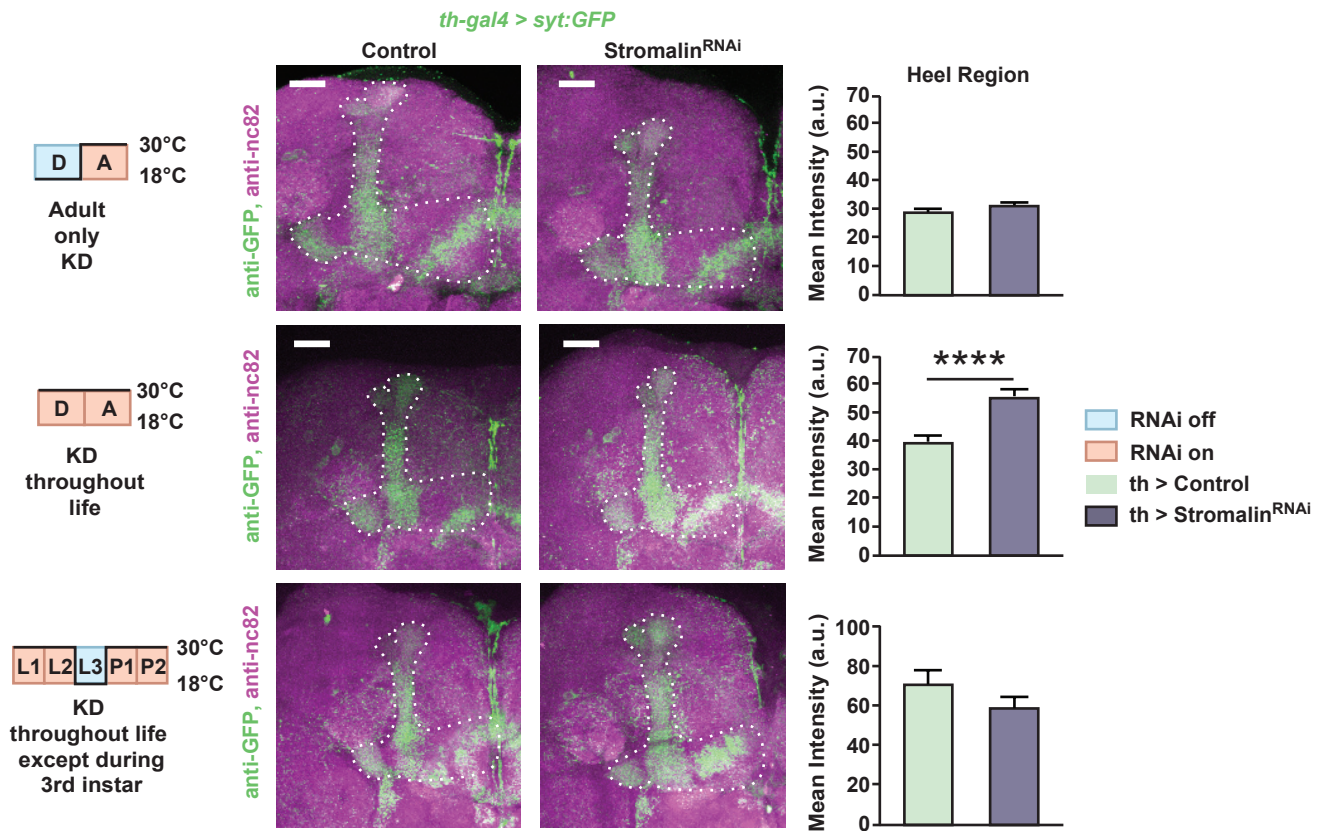 th-gal4 > syt:GFP
Control
Stromalin^RNAi
Heel Region
D A
30°C
18°C
Adult
only
KD
anti-GFP, anti-nc82
Mean Intensity (a.u.)
70
60
50
40
30
20
10
0
D A
30°C
18°C
KD
throughout
life
anti-GFP, anti-nc82
Mean Intensity (a.u.)
70
60
50
40
30
20
10
0
****
RNAi off
RNAi on
th > Control
th > Stromalin^RNAi
L1 L2 L3 P1 P2
30°C
18°C
KD
throughout life
except during
3rd instar
anti-GFP, anti-nc82
Mean Intensity (a.u.)
100
80
60
40
20
0